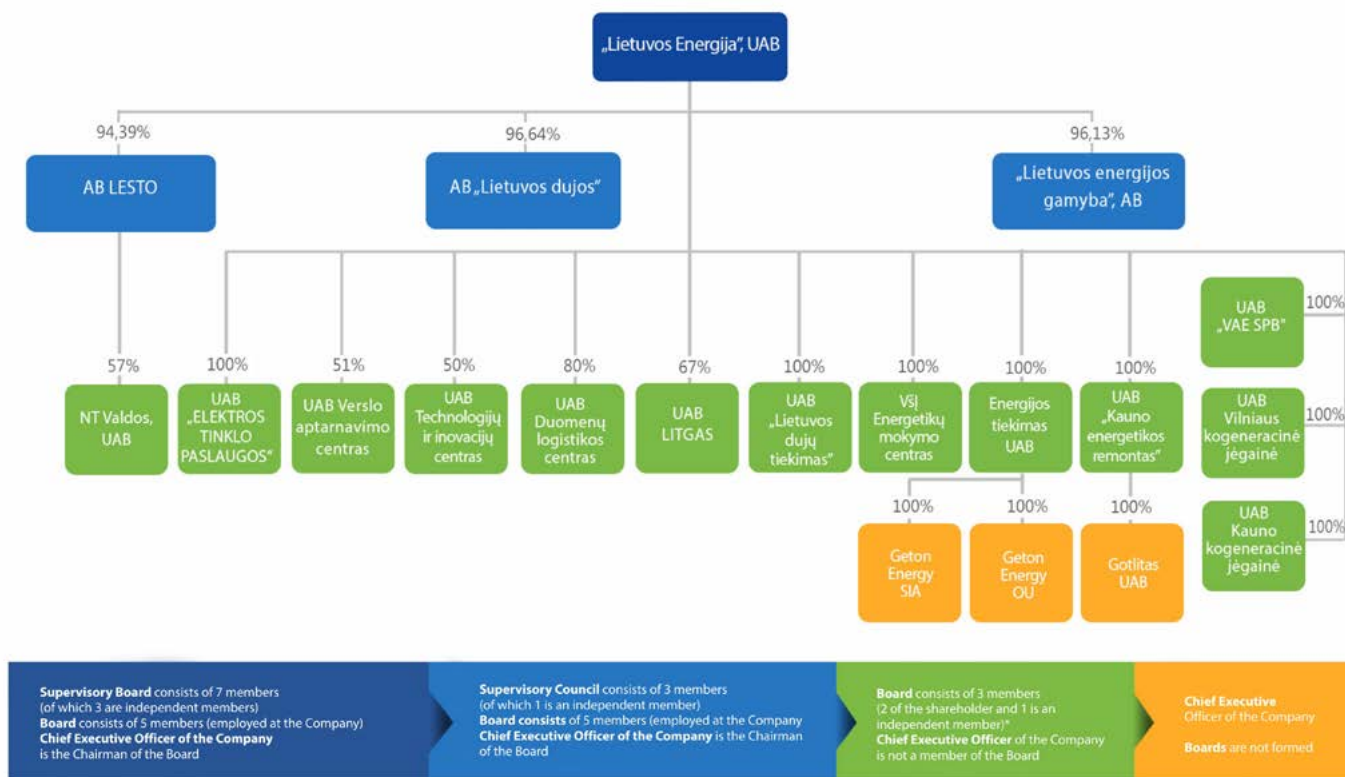 „Lietuvos Energija”, UAB
94,39%
96,64%
96,13%
AB LESTO
AB „Lietuvos dujos”
„Lietuvos energijos
gamyba”, AB
57%
100%
51%
50%
80%
67%
100%
100%
100%
100%
NT Valdos,
UAB
UAB
„ELEKTROS
TINKLO
PASLAUGOS“
UAB Verslo
aptarnavimo
centras
UAB
Technologijų
ir inovacijų
centras
UAB
Duomenų
logistikos
centras
UAB
LITGAS
UAB
„Lietuvos
dujų
tiekimas”
VšĮ
Energetikų
mokymo
centras
Energijos
tiekimas
UAB
UAB
„Kauno
energetikos
remontas”
UAB
„VAE SPB"
100%
UAB
Vilniaus
kogeneracinė
jėgainė
100%
UAB
Kauno
kogeneracinė
jėgainė
100%
100%
100%
100%
Geton
Energy
SIA
Geton
Energy
OU
Gotlitas
UAB
Supervisory Board consists of 7 members
(of which 3 are independent members)
Board consists of 5 members (employed at the Company)
Chief Executive Officer of the Company
is the Chairman of the Board
Supervisory Council consists of 3 members
(of which 1 is an independent member)
Board consists of 5 members (employed at the Company
Chief Executive Officer of the Company is the Chairman
of the Board
Board consists of 3 members
(2 of the shareholder and 1 is an
independent member)*
Chief Executive Officer of the Company
is not a member of the Board
Chief Executive
Officer of the Company
Boards are not formed